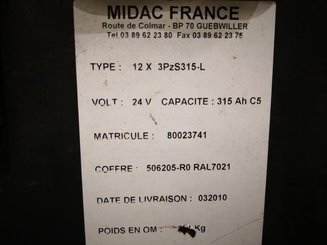 MIDAC FRANCE
Route de Colmar - BP 70 GUEBWILLER
Tel 03 89 62 23 80 Fax 03 89 62 23 75
TYPE : 12 X 3PzS315-L
VOLT : 24 V CAPACITE : 315 Ah C5
MATRICULE : 80023741
COFFRE : 506205-R0 RAL7021
DATE DE LIVRAISON : 032010
POIDS EN OM : Kg